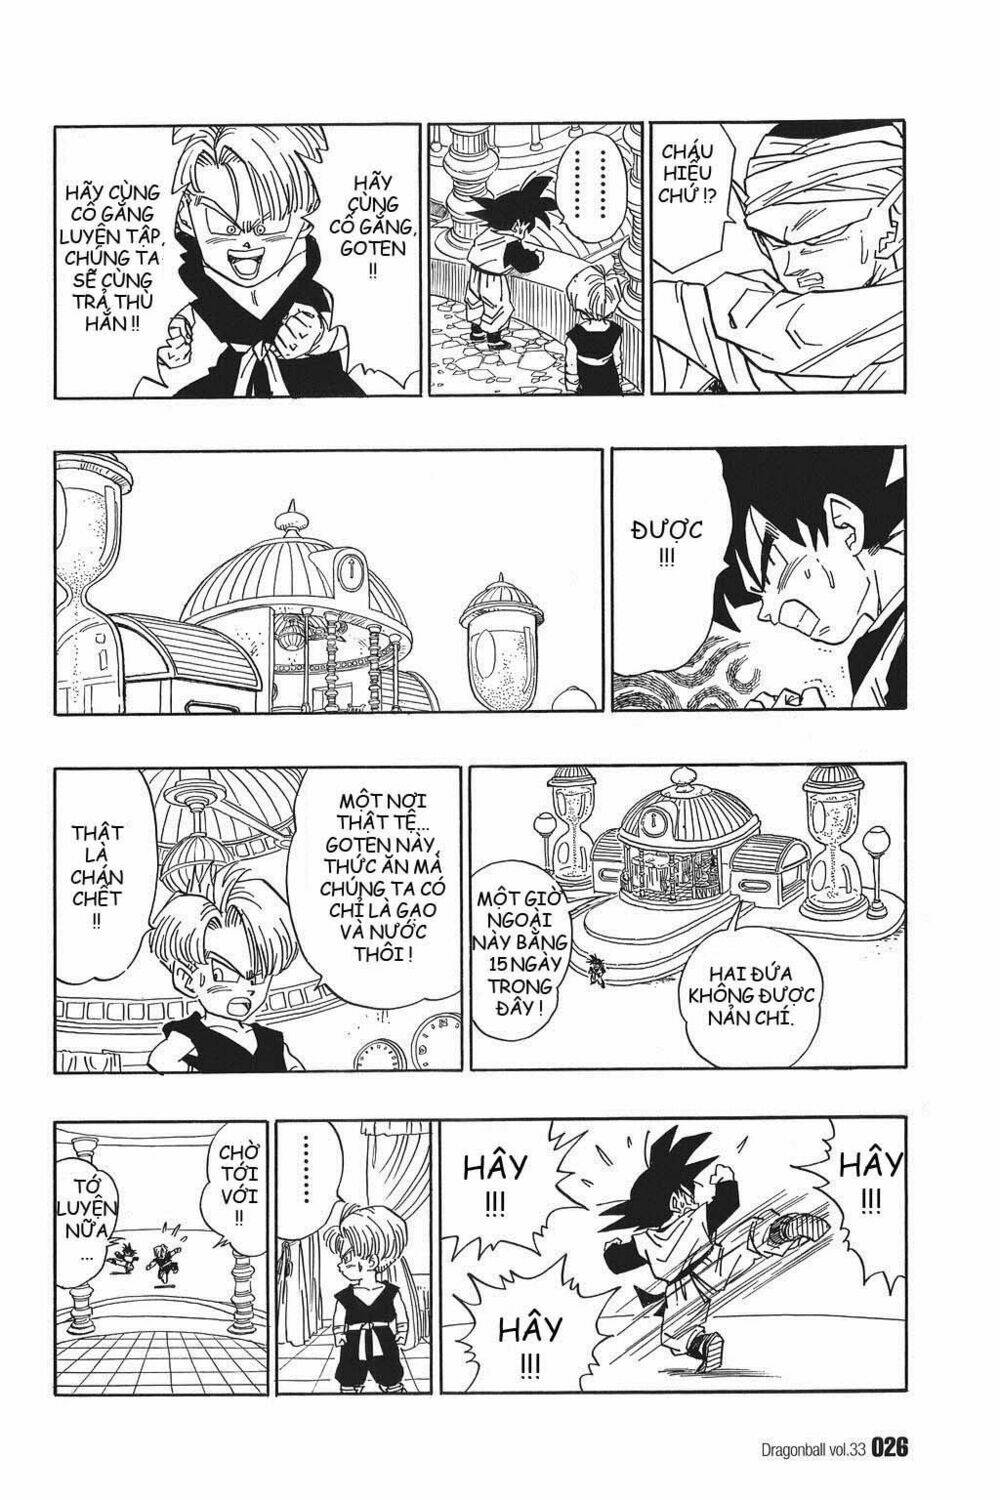 CHÁU
HIỂU
CHỨ !?
HÃY
CÙNG
CỐ GẮNG,
GOTEN
!!
HÃY CÙNG
CỐ GẮNG
LUYỆN TẬP,
CHÚNG TA
SẼ CÙNG
TRẢ THÙ
HẮN !!
ĐƯỢC
!!!
HAI ĐỨA
KHÔNG ĐƯỢC
NẢN CHÍ.
MỘT GIỜ
NGOÀI
NÀY BẰNG
15 NGÀY
TRONG
ĐÂY !
MỘT NƠI
THẬT TỆ...
GOTEN NÀY,
THỨC ĂN MÀ
CHÚNG TA CÓ
CHỈ LÀ GẠO
VÀ NƯỚC
THÔI !
THẬT
LÀ
CHÁN
CHẾT
!!
HÂY
!!!
HÂY
!!!
HÂY
!!!
CHỜ
TỚI
VỚI
!!
TỚ
LUYỆN
NỮA
...
Dragonball vol.33 026